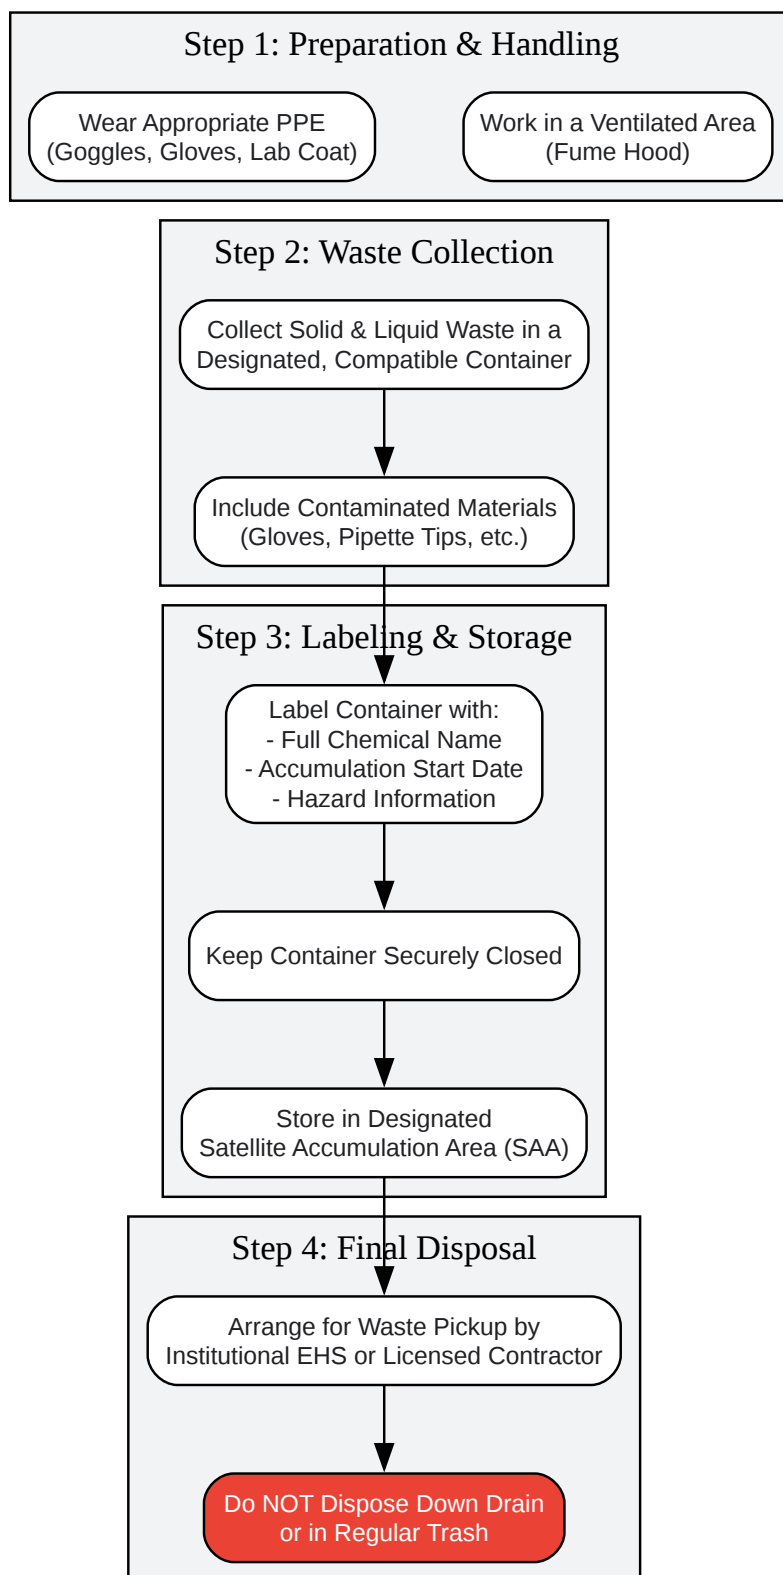 Step 1: Preparation & Handling
Wear Appropriate PPE
(Goggles, Gloves, Lab Coat)
Work in a Ventilated Area
(Fume Hood)
Step 2: Waste Collection
Collect Solid & Liquid Waste in a
Designated, Compatible Container
Include Contaminated Materials
(Gloves, Pipette Tips, etc.)
Step 3: Labeling & Storage
Label Container with:
- Full Chemical Name
- Accumulation Start Date
- Hazard Information
Keep Container Securely Closed
Store in Designated
Satellite Accumulation Area (SAA)
Step 4: Final Disposal
Arrange for Waste Pickup by
Institutional EHS or Licensed Contractor
Do NOT Dispose Down Drain
or in Regular Trash